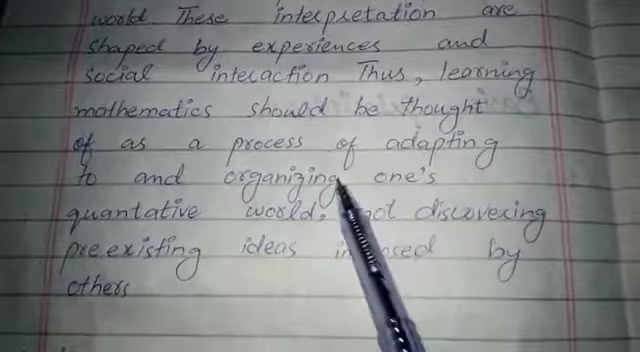 world These interpretation are
shaped by experiences and
social interaction Thus, learning
mathematics should be thought
of as a process of adapting
to and organizing one's
quantative world, not discovering
preexisting ideas by
others